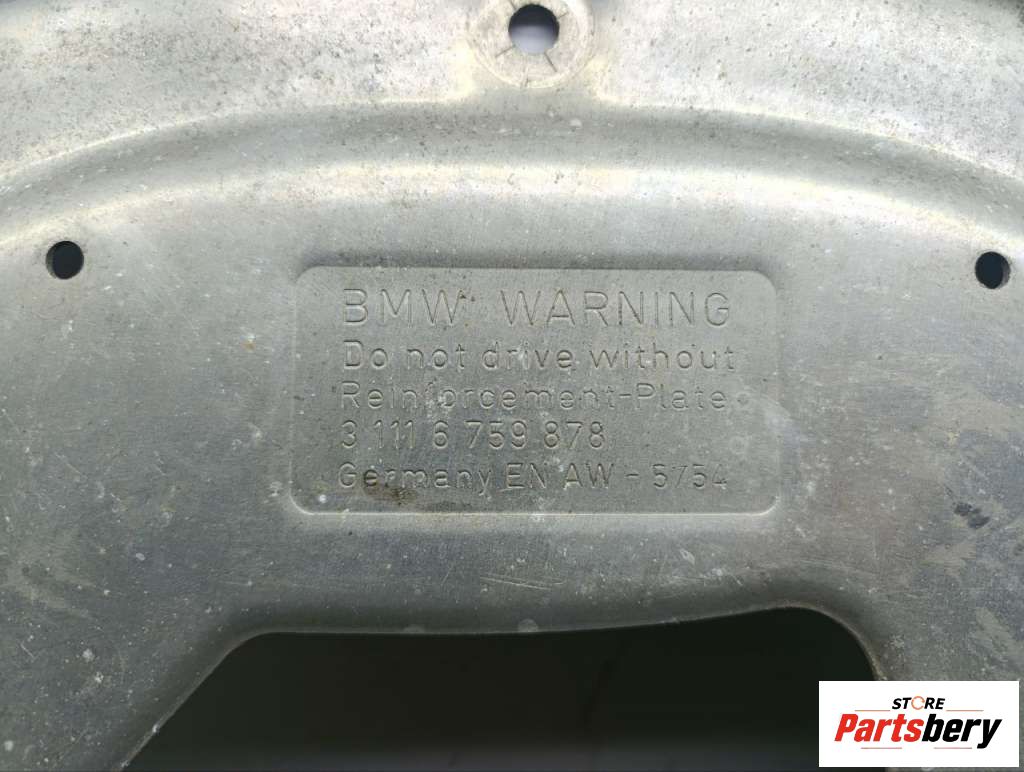 BMW WARNING
Do not drive without
Reinforcement-Plate
3 111 6 759 878
Germany EN AW - 5754
STORE
Partsbery